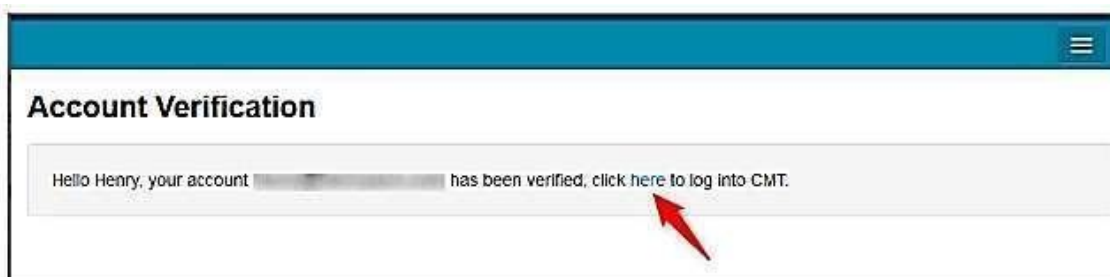 Account Verification
Hello Henry, your account has been verified, click here to log into CMT.